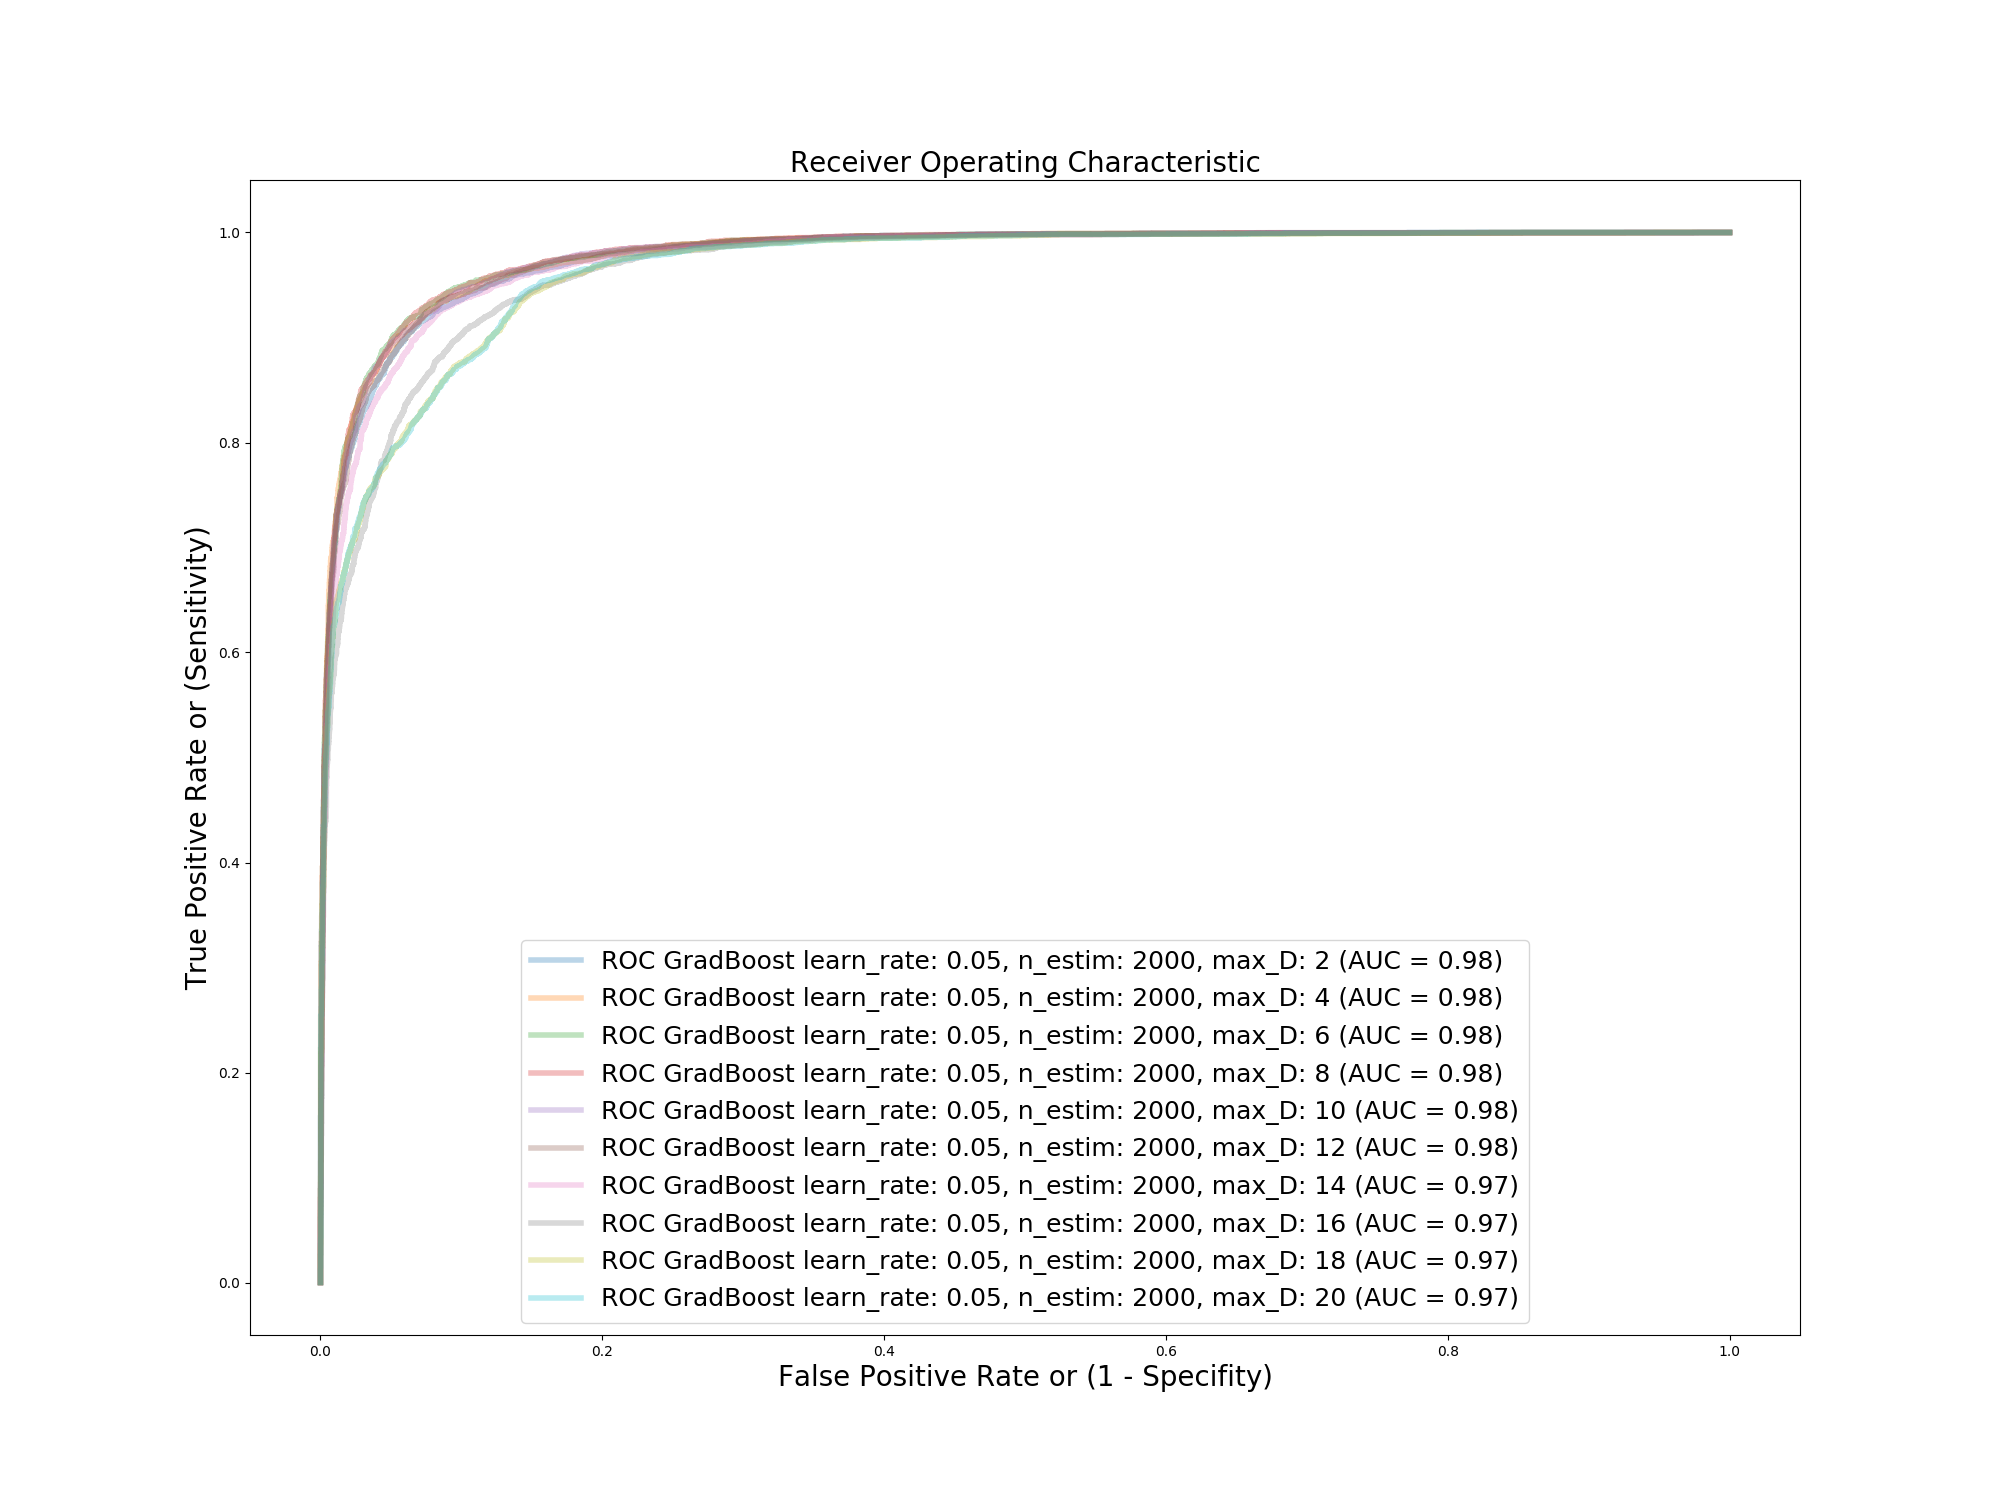 Receiver Operating Characteristic
True Positive Rate or (Sensitivity)
1.0
0.8
0.6
0.4
0.2
0.0
ROC GradBoost learn_rate: 0.05, n_estim: 2000, max_D: 2 (AUC = 0.98)
ROC GradBoost learn_rate: 0.05, n_estim: 2000, max_D: 4 (AUC = 0.98)
ROC GradBoost learn_rate: 0.05, n_estim: 2000, max_D: 6 (AUC = 0.98)
ROC GradBoost learn_rate: 0.05, n_estim: 2000, max_D: 8 (AUC = 0.98)
ROC GradBoost learn_rate: 0.05, n_estim: 2000, max_D: 10 (AUC = 0.98)
ROC GradBoost learn_rate: 0.05, n_estim: 2000, max_D: 12 (AUC = 0.98)
ROC GradBoost learn_rate: 0.05, n_estim: 2000, max_D: 14 (AUC = 0.97)
ROC GradBoost learn_rate: 0.05, n_estim: 2000, max_D: 16 (AUC = 0.97)
ROC GradBoost learn_rate: 0.05, n_estim: 2000, max_D: 18 (AUC = 0.97)
ROC GradBoost learn_rate: 0.05, n_estim: 2000, max_D: 20 (AUC = 0.97)
0.0 0.2 0.4 0.6 0.8 1.0
False Positive Rate or (1 - Specifity)